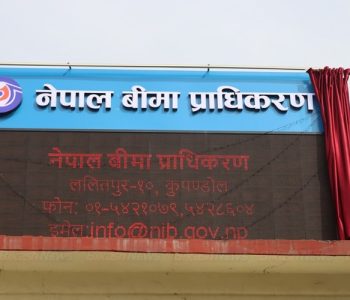 नेपाल बीमा प्राधिकरण
नेपाल बीमा प्राधिकरण
ललितपुर-१०, कुपण्डोल
फोन: ०१-५४२१०७९,५४२८६०४
इमेल:info@nib.gov.np